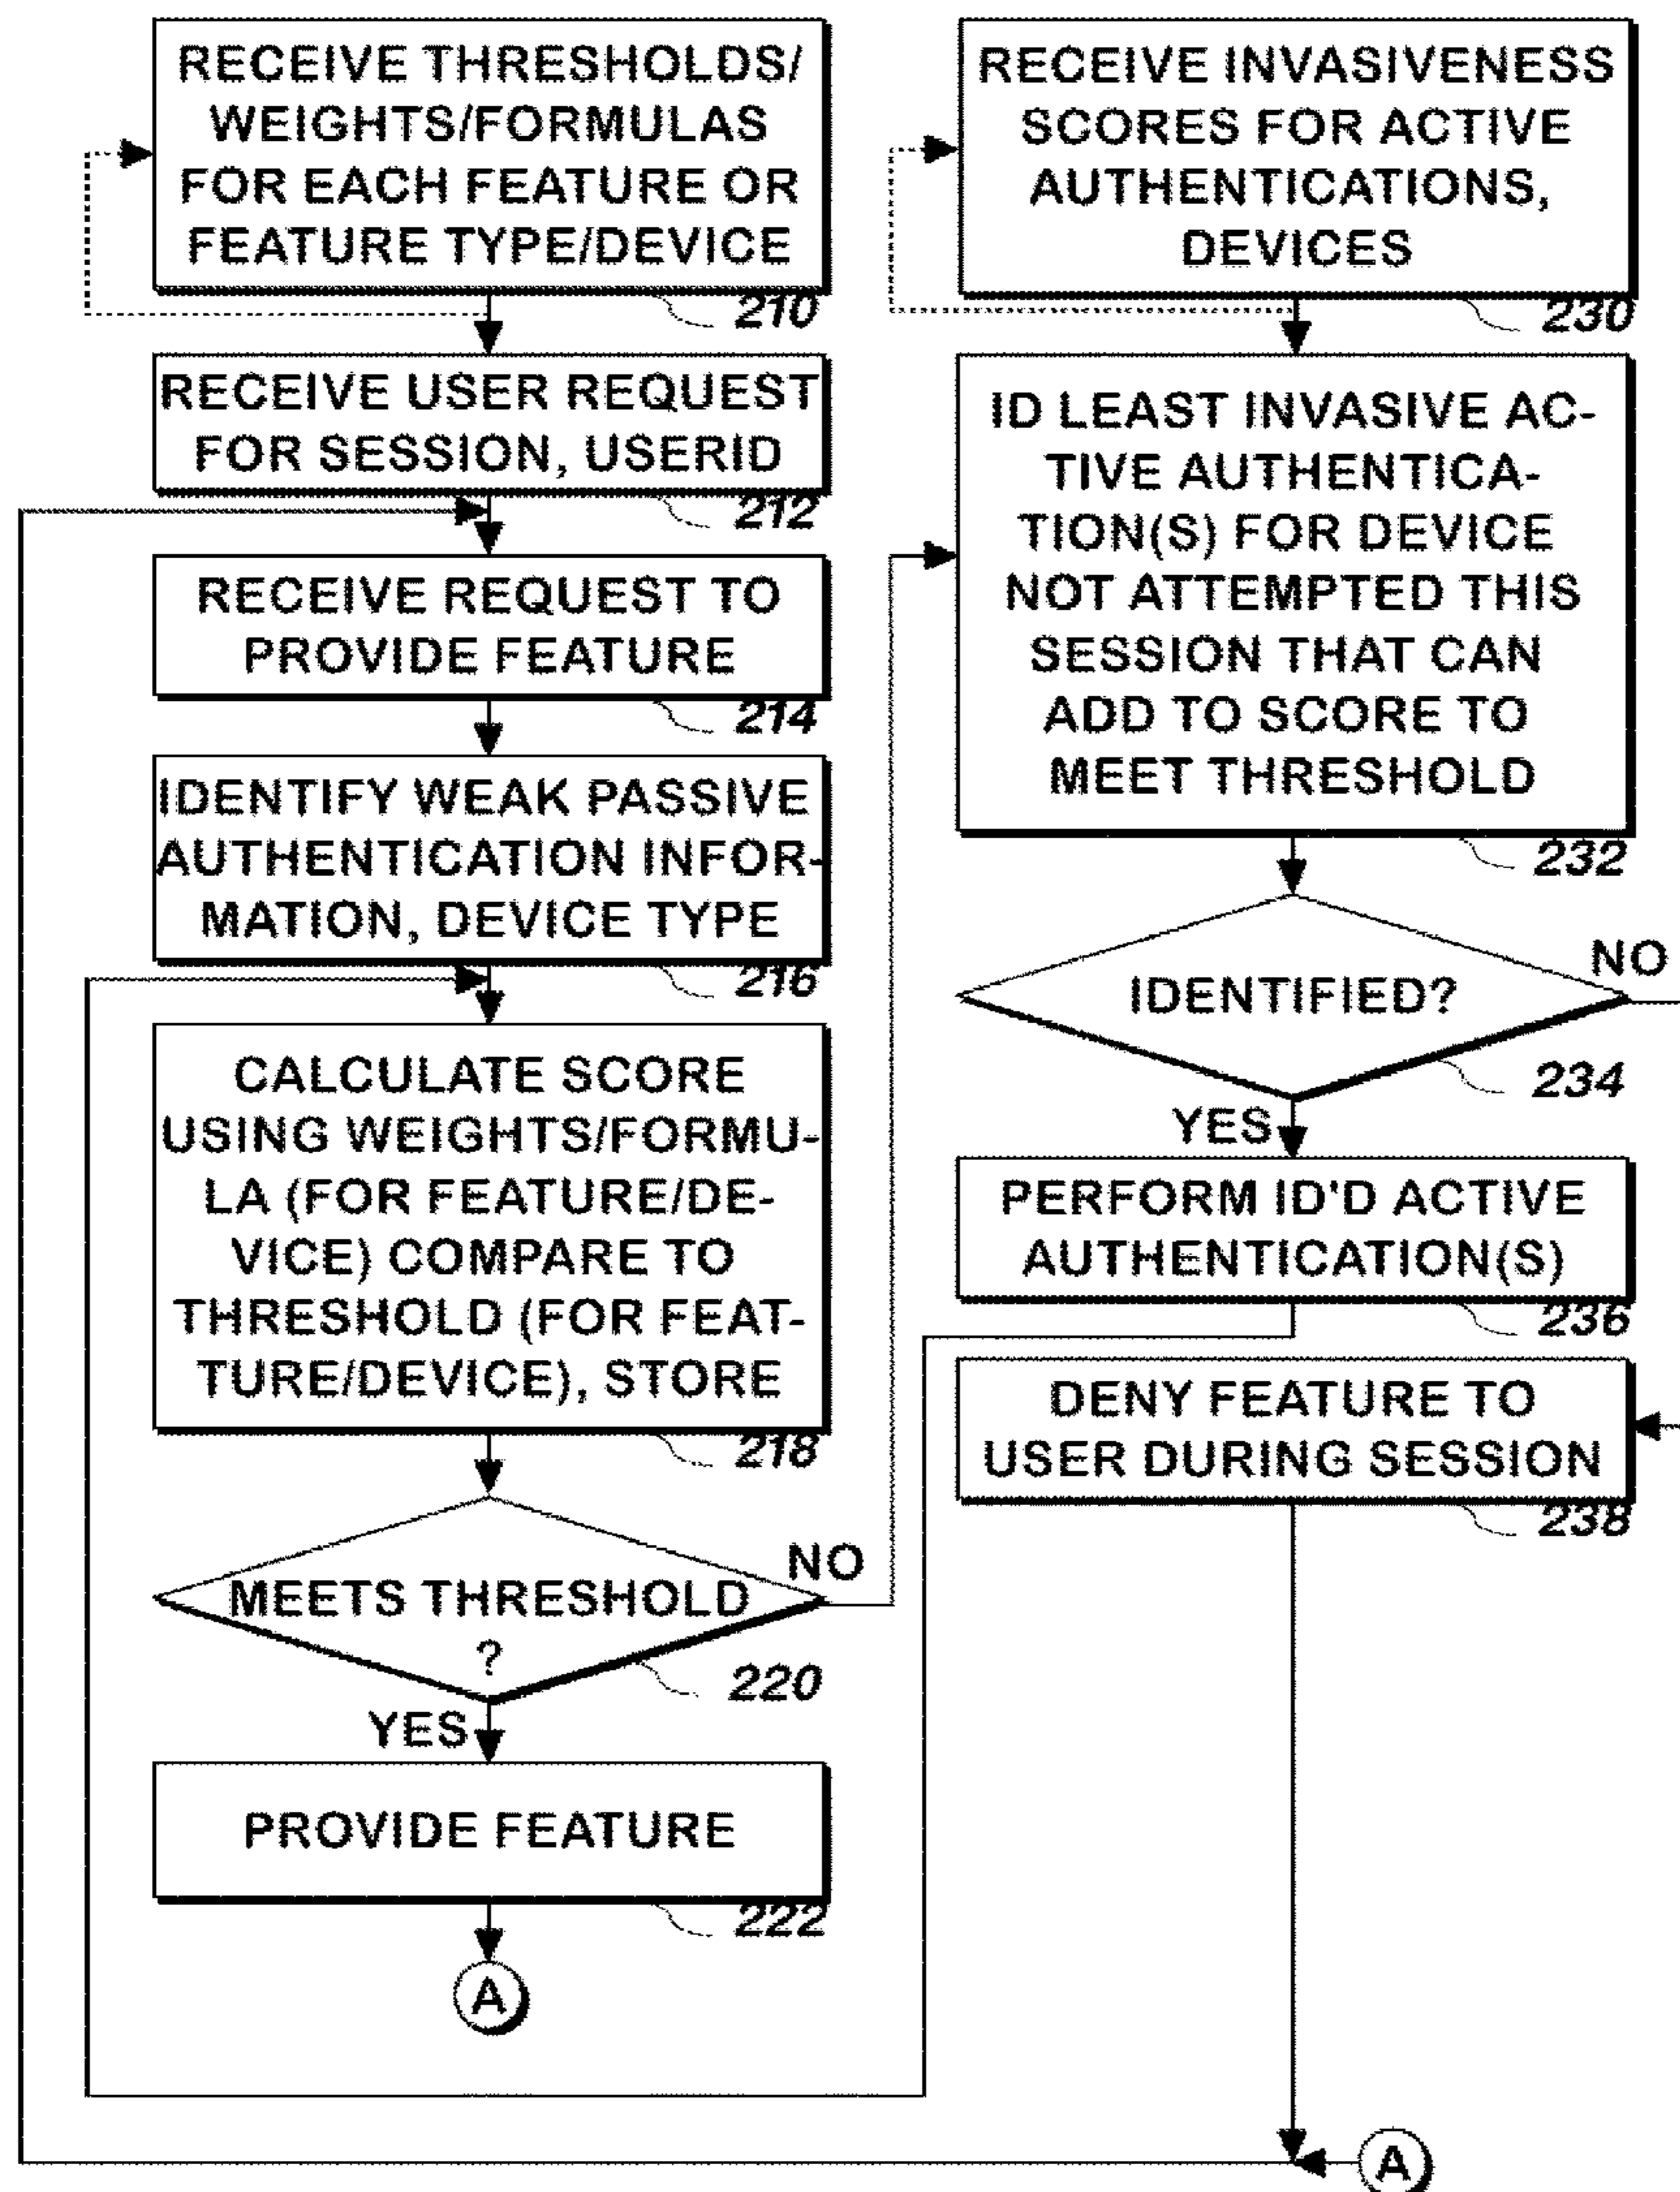 RECEIVE THRESHOLDS/
WEIGHTS/FORMULAS
FOR EACH FEATURE OR
FEATURE TYPE/DEVICE
210
RECEIVE USER REQUEST
FOR SESSION, USERID
212
RECEIVE REQUEST TO
PROVIDE FEATURE
214
IDENTIFY WEAK PASSIVE
AUTHENTICATION INFOR-
MATION, DEVICE TYPE
216
CALCULATE SCORE
USING WEIGHTS/FORMU-
LA (FOR FEATURE/DE-
VICE) COMPARE TO
THRESHOLD (FOR FEAT-
TURE/DEVICE), STORE
218
MEETS THRESHOLD
?
NO
220
YES
PROVIDE FEATURE
222
A
RECEIVE INVASIVENESS
SCORES FOR ACTIVE
AUTHENTICATIONS,
DEVICES
230
ID LEAST INVASIVE AC-
TIVE AUTHENTICA-
TION(S) FOR DEVICE
NOT ATTEMPTED THIS
SESSION THAT CAN
ADD TO SCORE TO
MEET THRESHOLD
232
IDENTIFIED?
NO
234
YES
PERFORM ID'D ACTIVE
AUTHENTICATION(S)
236
DENY FEATURE TO
USER DURING SESSION
238
A